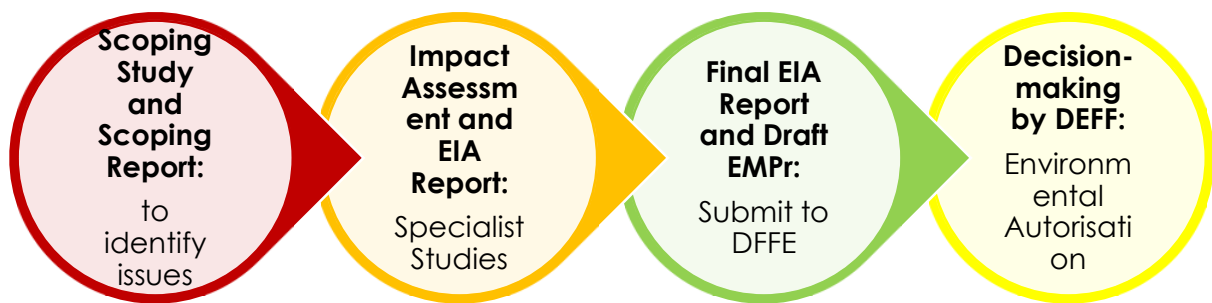 Scoping
Study
and
Scoping
Report:
to
identify
issues
Impact
Assessm
ent and
EIA
Report:
Specialist
Studies
Final EIA
Report
and Draft
EMPr:
Submit to
DFFE
Decision-
making
by DEFF:
Environm
ental
Autorisati
on